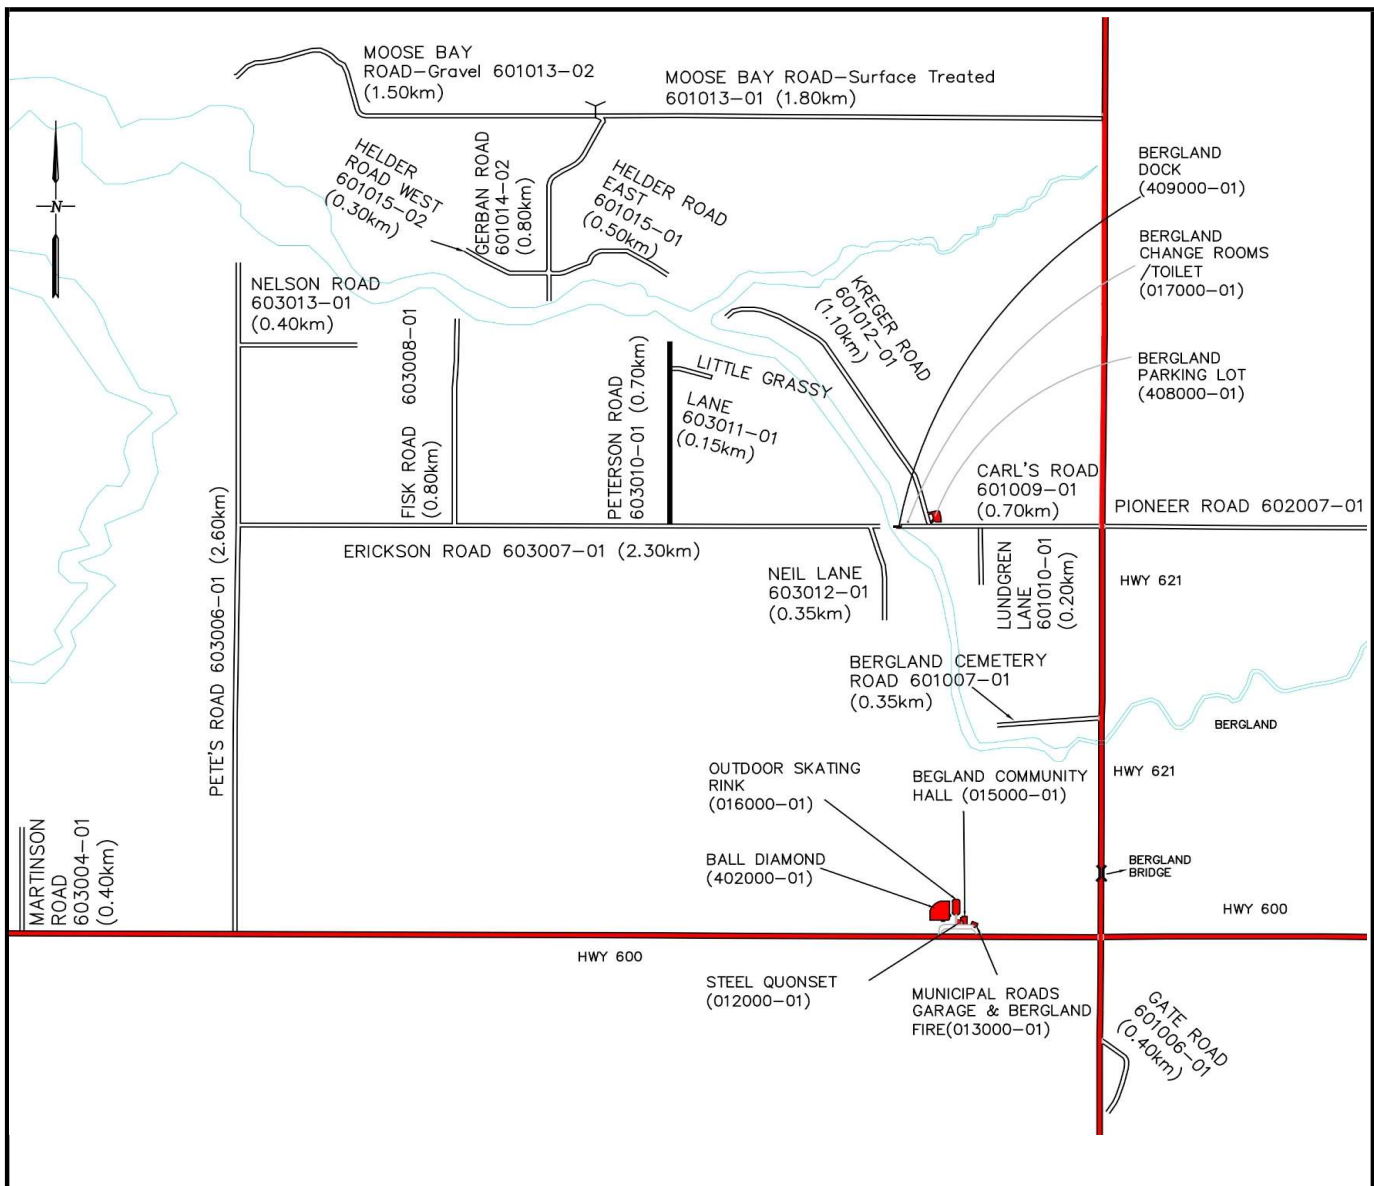 MOOSE BAY
ROAD-Gravel 601013-02
(1.50km)
MOOSE BAY ROAD-Surface Treated
601013-01 (1.80km)
HELDER
ROAD WEST
601015-02
(0.30km)
GERBAN ROAD
601014-02
(0.80km)
HELDER ROAD
EAST
601015-01
(0.50km)
BERGLAND
DOCK
(409000-01)
N
BERGLAND
CHANGE ROOMS
/TOILET
(017000-01)
NELSON ROAD
603013-01
(0.40km)
KREGER ROAD
601012-01
(1.10km)
FISK ROAD 603008-01
(0.80km)
PETERSON ROAD
603010-01 (0.70km)
LITTLE GRASSY
LANE
603011-01
(0.15km)
BERGLAND
PARKING LOT
(408000-01)
CARL'S ROAD
601009-01
(0.70km)
PIONEER ROAD 602007-01
ERICKSON ROAD 603007-01 (2.30km)
PETE'S ROAD 603006-01 (2.60km)
NEIL LANE
603012-01
(0.35km)
LUNDGREN
LANE
601010-01
(0.20km)
HWY 621
BERGLAND CEMETERY
ROAD 601007-01
(0.35km)
BERGLAND
HWY 621
OUTDOOR SKATING
RINK
(016000-01)
BEGLAND COMMUNITY
HALL (015000-01)
MARTINSON
ROAD
603004-01
(0.40km)
BALL DIAMOND
(402000-01)
BERGLAND
BRIDGE
HWY 600
HWY 600
STEEL QUONSET
(012000-01)
MUNICIPAL ROADS
GARAGE & BERGLAND
FIRE(013000-01)
GATE ROAD
601006-01
(0.40km)